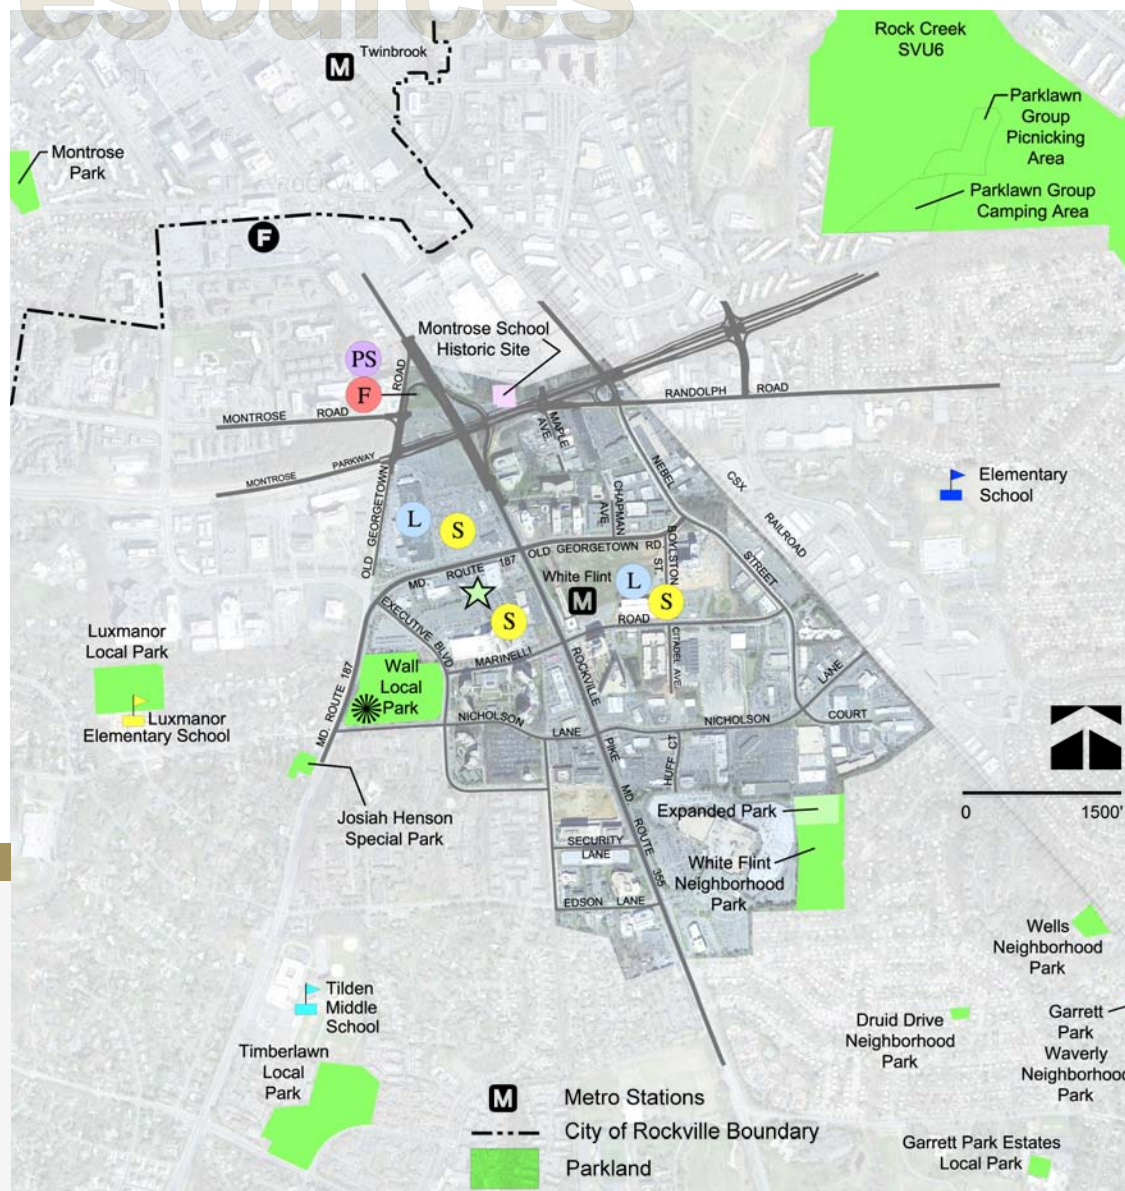 esources
Twinbrook
M
Rock Creek
SVU6
Parklawn
Group
Picnicking
Area
Parklawn Group
Camping Area
Montrose
Park
CITY
OF
ROCKVILLE
F
Montrose School
Historic Site
PS
F
ROAD
MONTROSE ROAD
MONTROSE PARKWAY
RANDOLPH ROAD
MAPLE
AVE.
NEBEL
STREET
CSX
RAILROAD
Elementary
School
OLD GEORGETOWN
CHAPMAN
AVE.
L
S
OLD GEORGETOWN RD.
BOYLSTON
ST.
MD. ROUTE 187
White Flint
M
L
S
S
EXECUTIVE BLVD
MARINELLI
ROAD
CITADEL AVE.
ROCKVILLE
PIKE
MD. ROUTE 355
LANE
Luxmanor
Local Park
Luxmanor
Elementary School
MD. ROUTE 187
Wall
Local
Park
NICHOLSON
LANE
NICHOLSON
COURT
HUFF CT
Josiah Henson
Special Park
0 1500'
Expanded Park
White Flint
Neighborhood
Park
SECURITY
LANE
EDSON LANE
Wells
Neighborhood
Park
Tilden
Middle
School
Timberlawn
Local
Park
Druid Drive
Neighborhood
Park
Garrett
Park
Waverly
Neighborhood
Park
Garrett Park Estates
Local Park
M Metro Stations
City of Rockville Boundary
Parkland